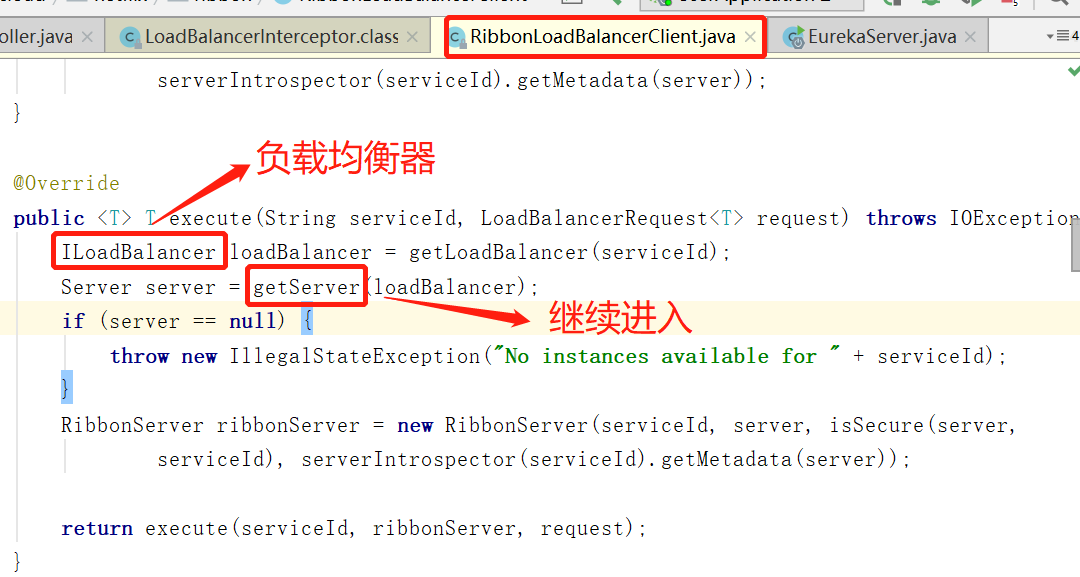 oller.java × LoadBalancerInterceptor.class × RibbonLoadBalancerClient.java × EurekaServer.java × 4
serverIntrospector(serviceId).getMetadata(server));
}
负载均衡器
@Override
public <T> T execute(String serviceId, LoadBalancerRequest<T> request) throws IOException
ILoadBalancer loadBalancer = getLoadBalancer(serviceId);
Server server = getServer(loadBalancer);
继续进入
if (server == null) {
throw new IllegalStateException("No instances available for " + serviceId);
}
RibbonServer ribbonServer = new RibbonServer(serviceId, server, isSecure(server,
serviceId), serverIntrospector(serviceId).getMetadata(server));
return execute(serviceId, ribbonServer, request);
}